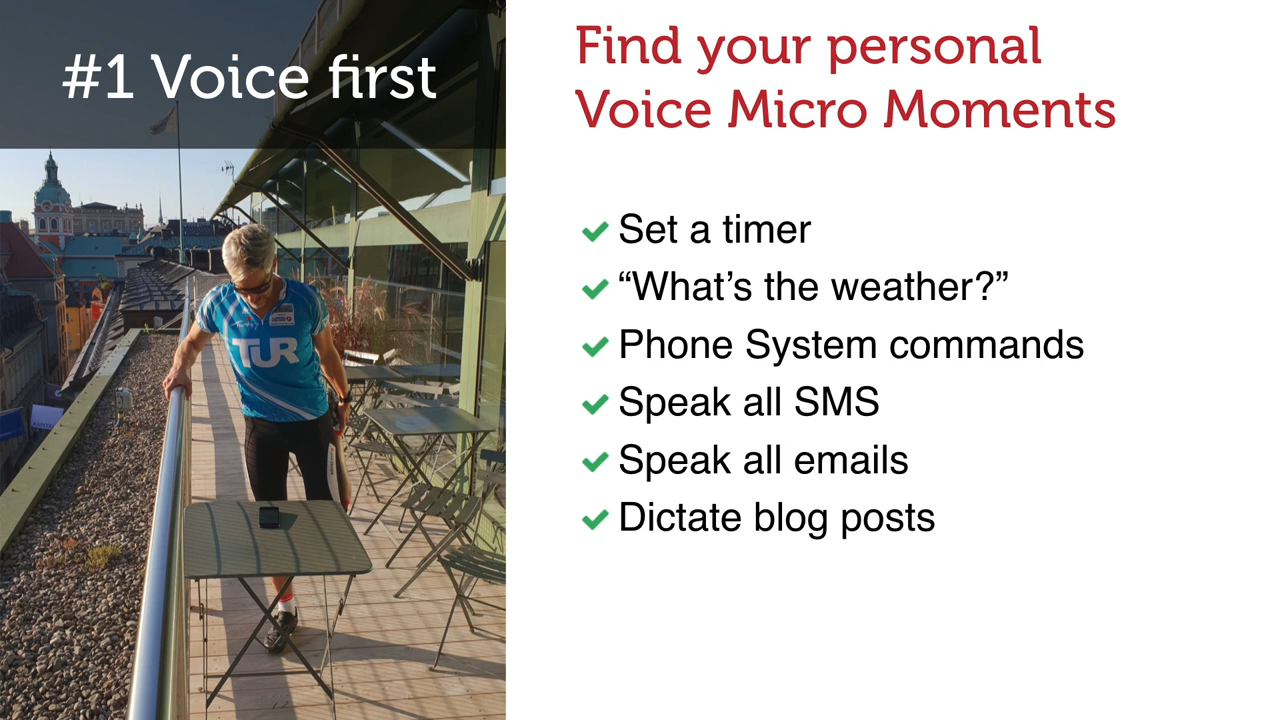 #1 Voice first
Find your personal
Voice Micro Moments
Set a timer
“What’s the weather?”
Phone System commands
Speak all SMS
Speak all emails
Dictate blog posts
TUR